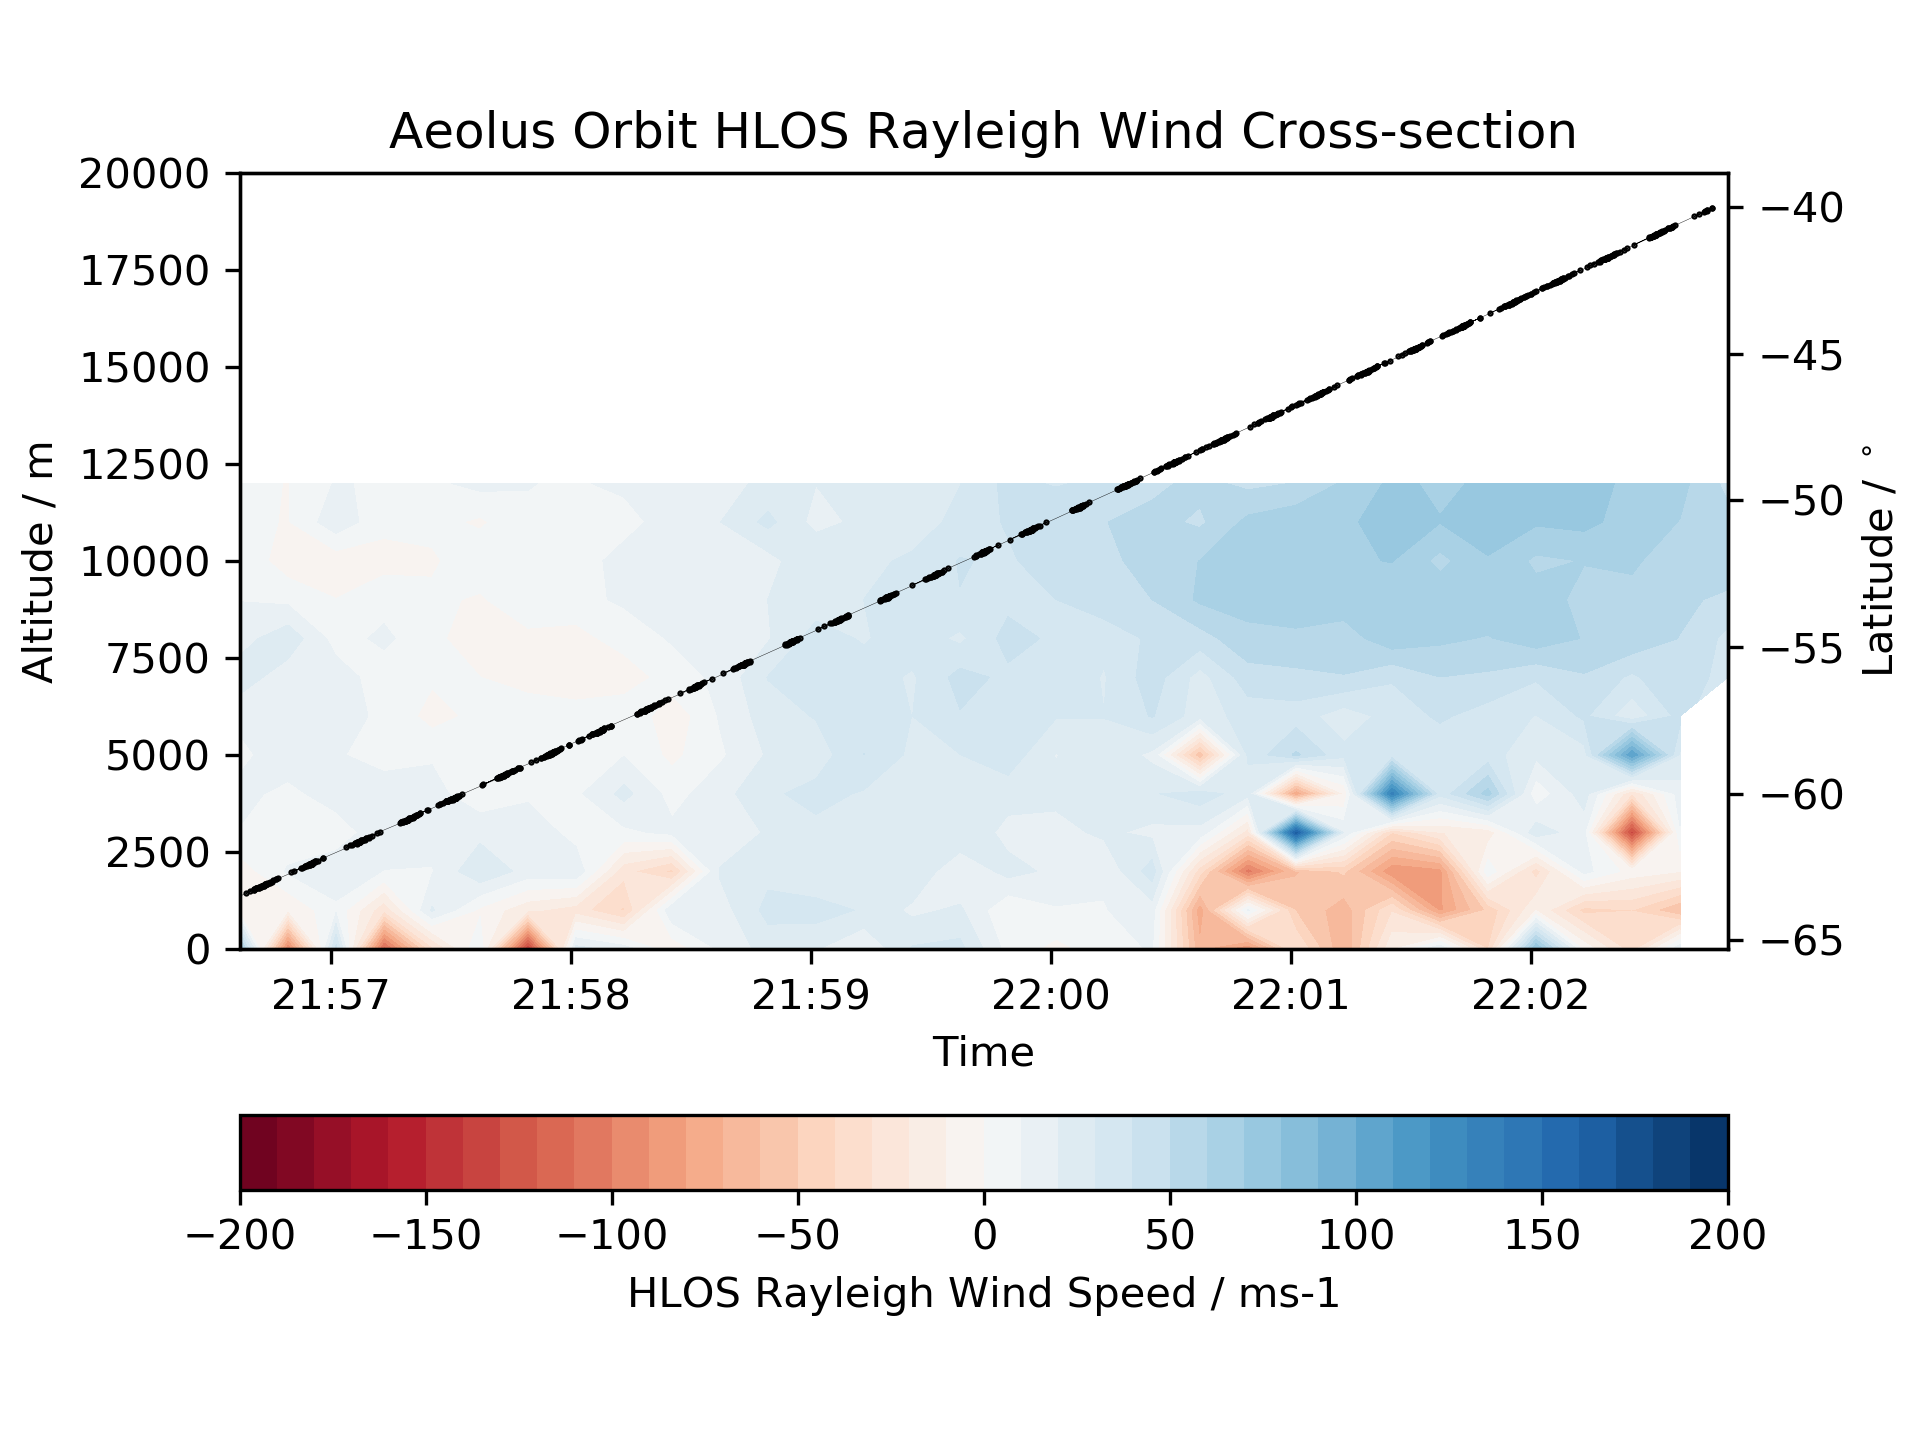 Aeolus Orbit HLOS Rayleigh Wind Cross-section
20000
17500
15000
12500
10000
7500
5000
2500
0
Altitude / m
−40
−45
−50
−55
−60
−65
Latitude / °
21:57 21:58 21:59 22:00 22:01 22:02
Time
−200 −150 −100 −50 0 50 100 150 200
HLOS Rayleigh Wind Speed / ms-1